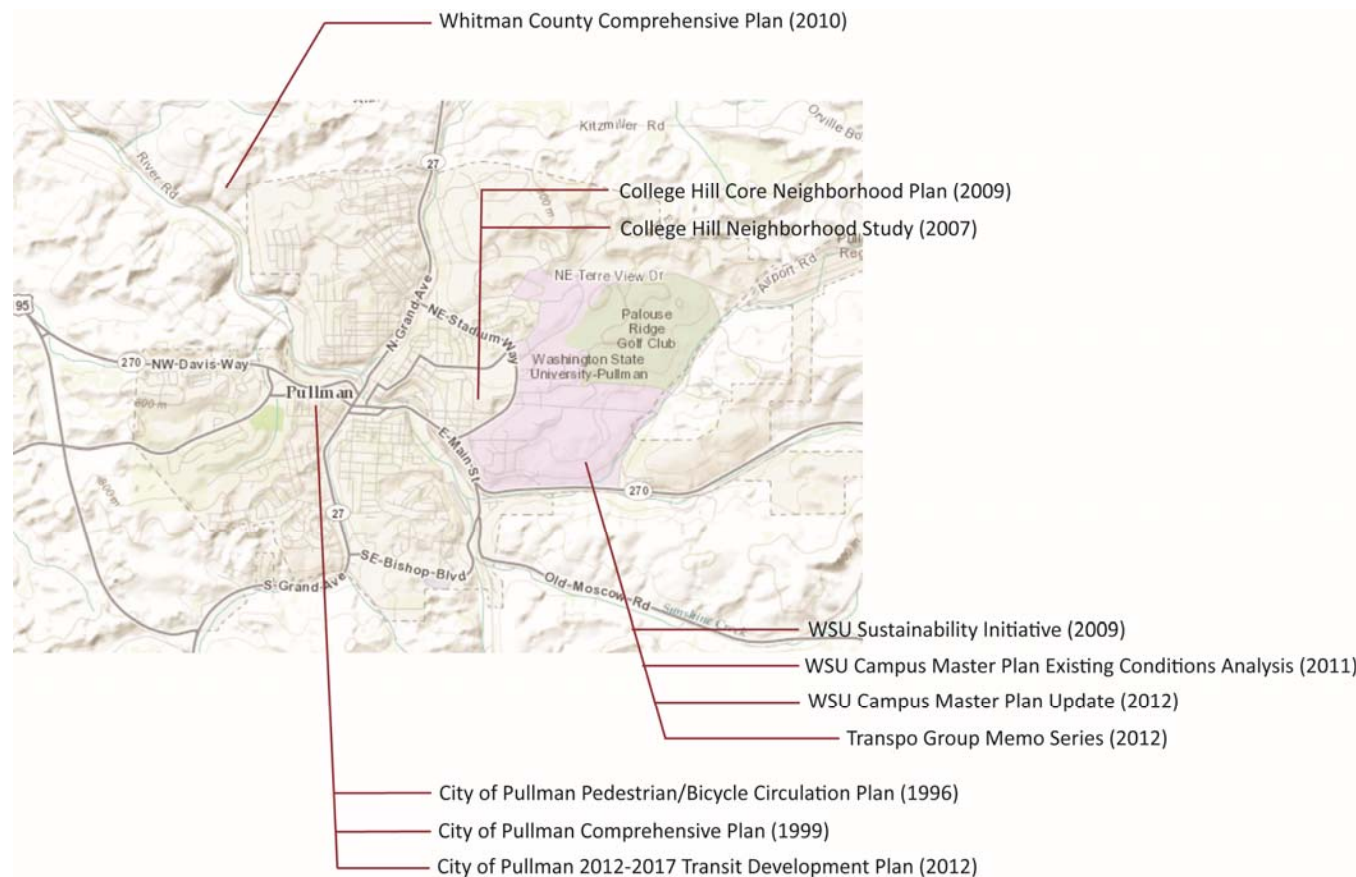 Whitman County Comprehensive Plan (2010)
Kitzmiller Rd
Orville
River Rd
27
College Hill Core Neighborhood Plan (2009)
College Hill Neighborhood Study (2007)
NE Terre View Dr
Airport Rd
95
N-Grand-Ave
NE-Stadium-Way
Palouse
Ridge
Golf Club
Washington State
University-Pullman
270
NW-Davis-Way
Pullman
800 m
E-Main-St
270
800 m
27
SE-Bishop-Blvd
S-Grand-Ave
Old-Moscow-Rd
Sunshine Creek
WSU Sustainability Initiative (2009)
WSU Campus Master Plan Existing Conditions Analysis (2011)
WSU Campus Master Plan Update (2012)
Transpo Group Memo Series (2012)
City of Pullman Pedestrian/Bicycle Circulation Plan (1996)
City of Pullman Comprehensive Plan (1999)
City of Pullman 2012-2017 Transit Development Plan (2012)